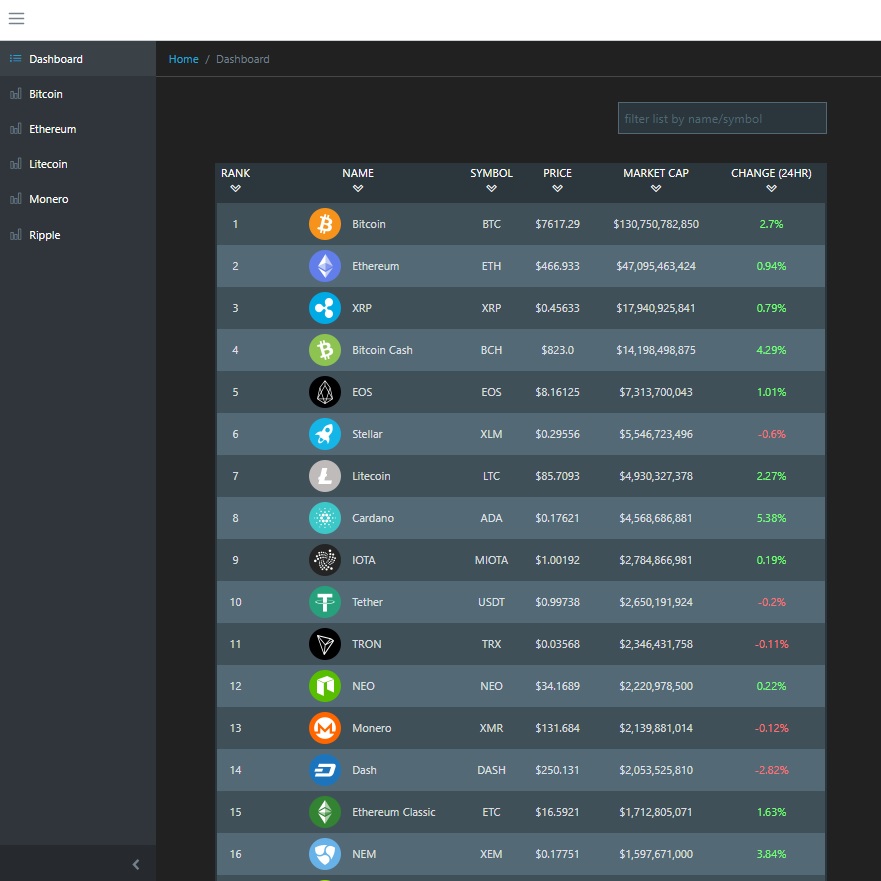 Dashboard
Home / Dashboard
Bitcoin
Ethereum
Litecoin
Monero
Ripple
filter list by name/symbol
RANK NAME SYMBOL PRICE MARKET CAP CHANGE (24HR)
1 Bitcoin BTC $7617.29 $130,750,782,850 2.7%
2 Ethereum ETH $466.933 $47,095,463,424 0.94%
3 XRP XRP $0.45633 $17,940,925,841 0.79%
4 Bitcoin Cash BCH $823.0 $14,198,498,875 4.29%
5 EOS EOS $8.16125 $7,313,700,043 1.01%
6 Stellar XLM $0.29556 $5,546,723,496 -0.6%
7 Litecoin LTC $85.7093 $4,930,327,378 2.27%
8 Cardano ADA $0.17621 $4,568,686,881 5.38%
9 IOTA MIOTA $1.00192 $2,784,866,981 0.19%
10 Tether USDT $0.99738 $2,650,191,924 -0.2%
11 TRON TRX $0.03568 $2,346,431,758 -0.11%
12 NEO NEO $34.1689 $2,220,978,500 0.22%
13 Monero XMR $131.684 $2,139,881,014 -0.12%
14 Dash DASH $250.131 $2,053,525,810 -2.82%
15 Ethereum Classic ETC $16.5921 $1,712,805,071 1.63%
16 NEM XEM $0.17751 $1,597,671,000 3.84%